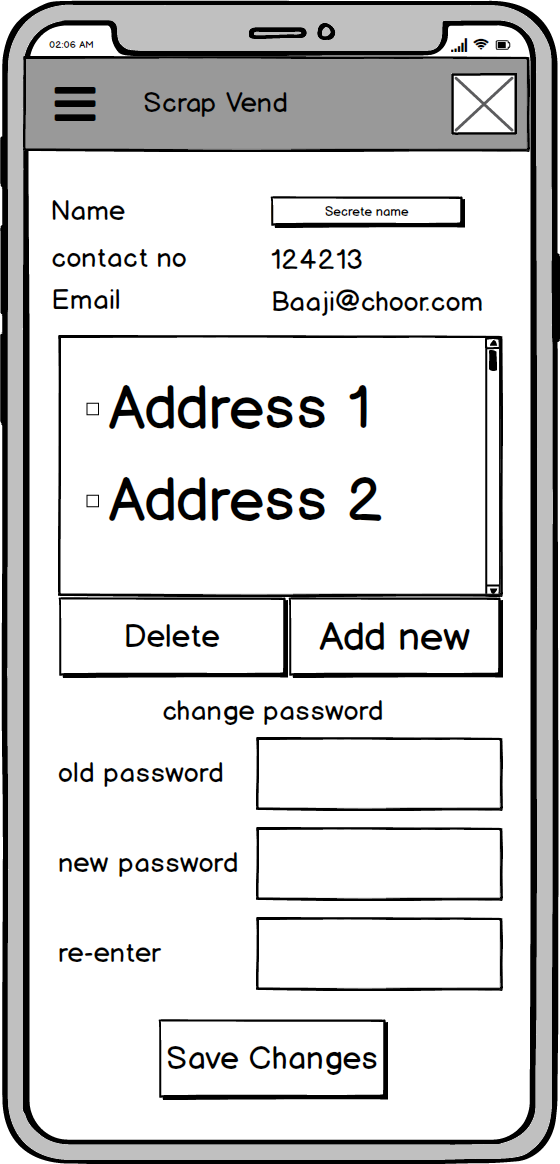 02:06 AM
Scrap Vend
Name Secrete name
contact no 124213
Email Baaji@choor.com
Address 1
Address 2
Delete Add new
change password
old password
new password
re-enter
Save Changes